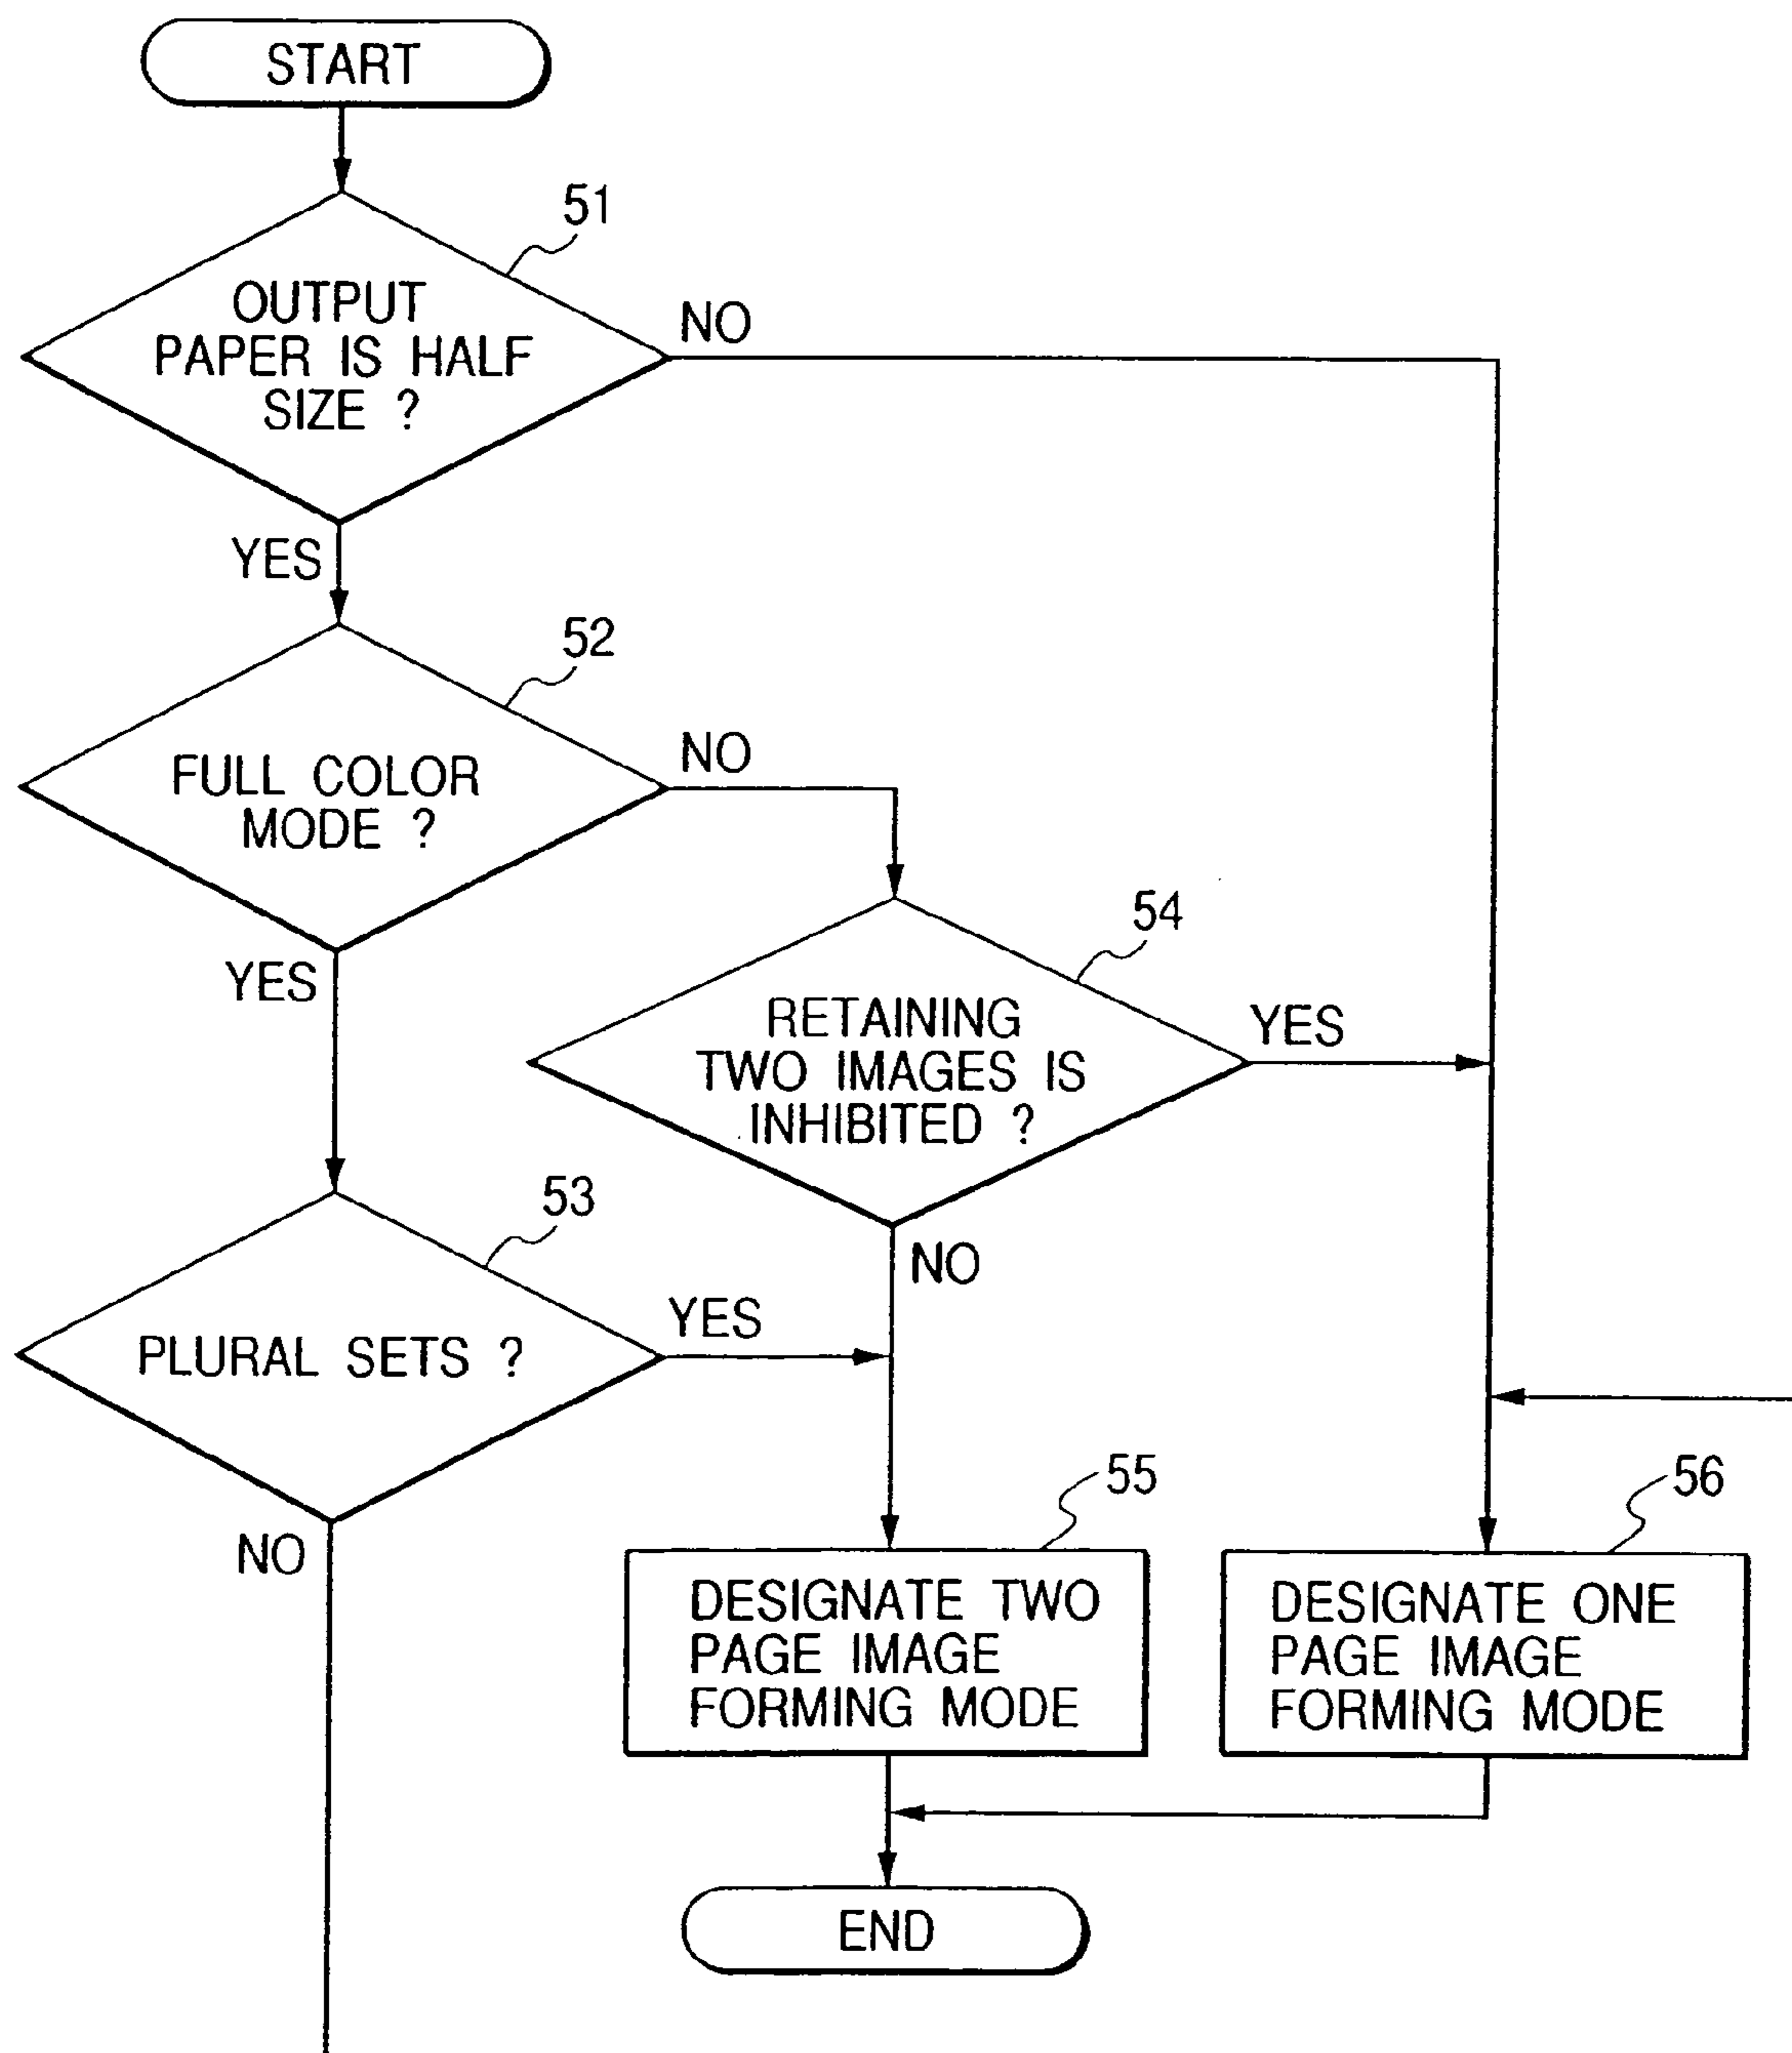 START
51
OUTPUT
PAPER IS HALF
SIZE ?
NO
YES
52
FULL COLOR
MODE ?
NO
YES
54
RETAINING
TWO IMAGES IS
INHIBITED ?
YES
NO
53
PLURAL SETS ?
YES
NO
55
DESIGNATE TWO
PAGE IMAGE
FORMING MODE
56
DESIGNATE ONE
PAGE IMAGE
FORMING MODE
END